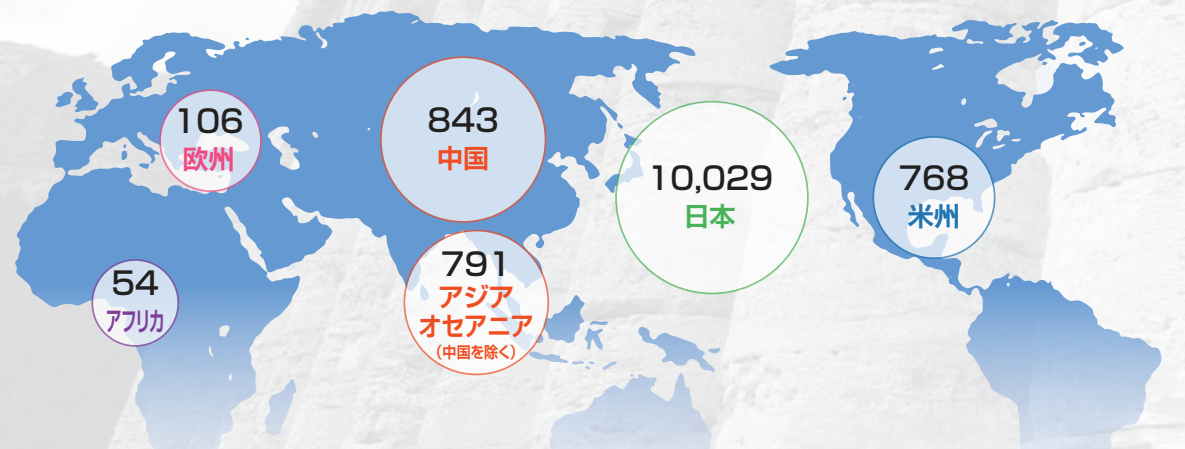 106
欧州
843
中国
10,029
日本
768
米州
54
アフリカ
791
アジア
オセアニア
(中国を除く)